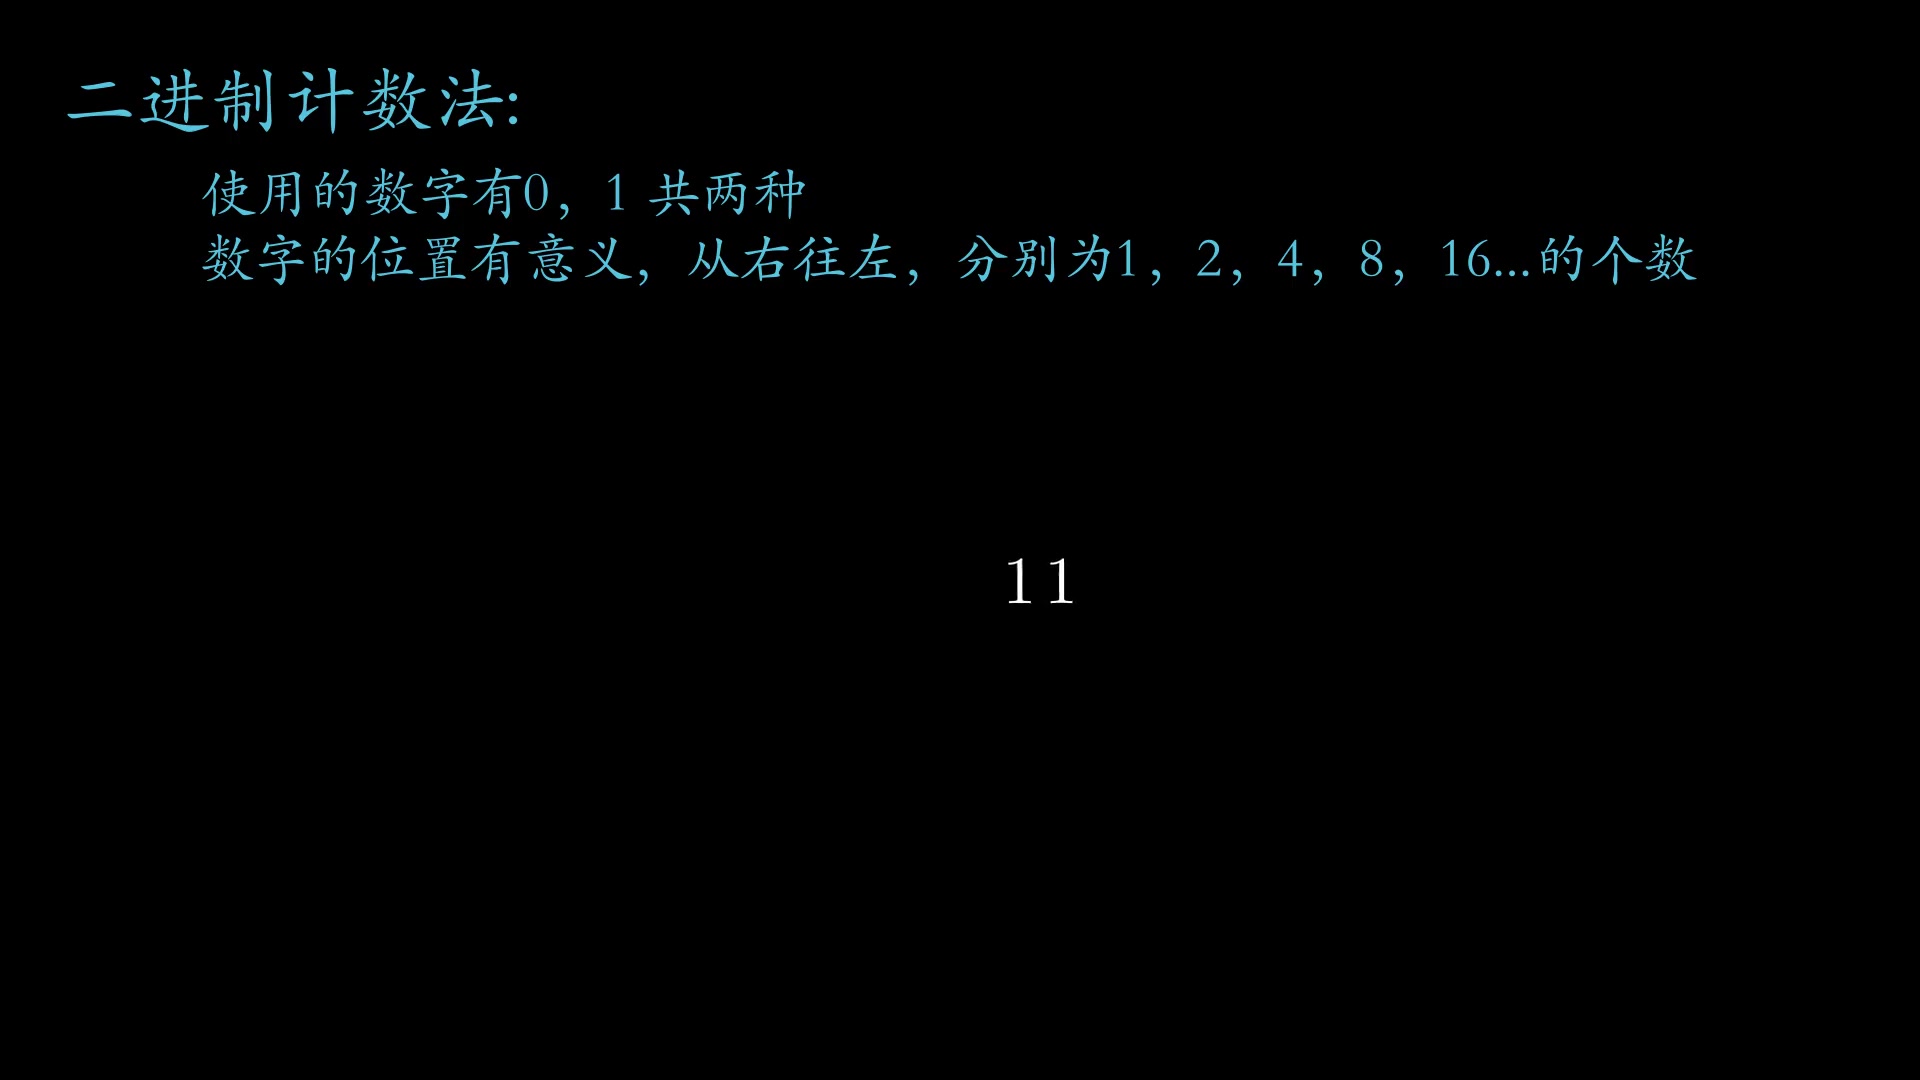 二进制计数法:
使用的数字有0，1 共两种
数字的位置有意义，从右往左，分别为1，2，4，8，16...的个数
11